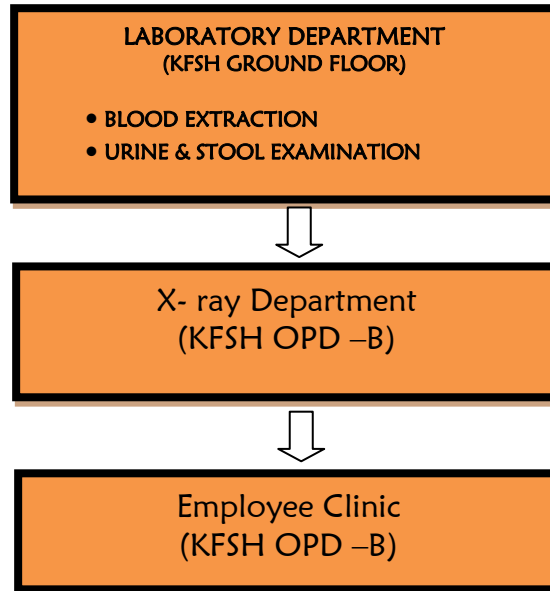 LABORATORY DEPARTMENT
(KFSH GROUND FLOOR)
• BLOOD EXTRACTION
• URINE & STOOL EXAMINATION
X- ray Department
(KFSH OPD –B)
Employee Clinic
(KFSH OPD –B)